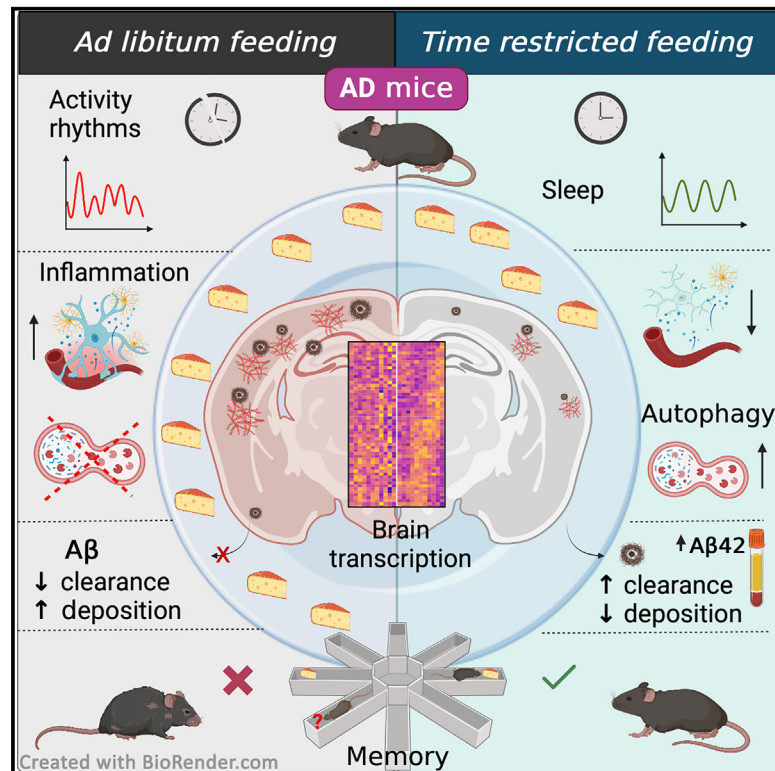 Ad libitum feeding
Time restricted feeding
AD mice
Activity
rhythms
Sleep
Inflammation
Autophagy
Brain
transcription
Aβ
↓ clearance
↑ deposition
↑Aβ42
↑ clearance
↓ deposition
?
Memory
Created with BioRender.com